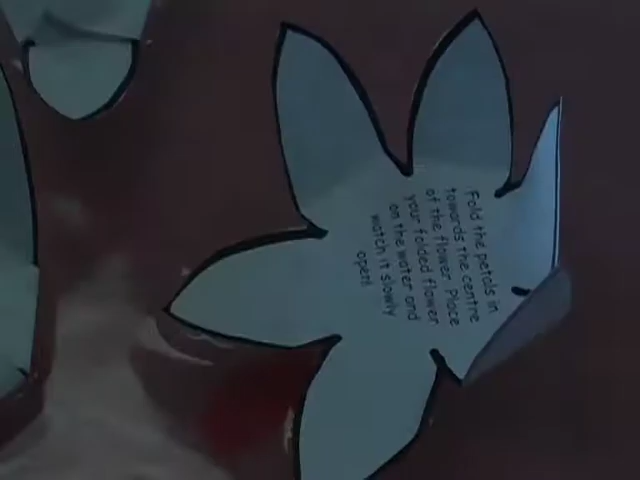 Fold the petals in
towards the centre
of the flower. Place
your folded flower
on the water and
watch it slowly
open!